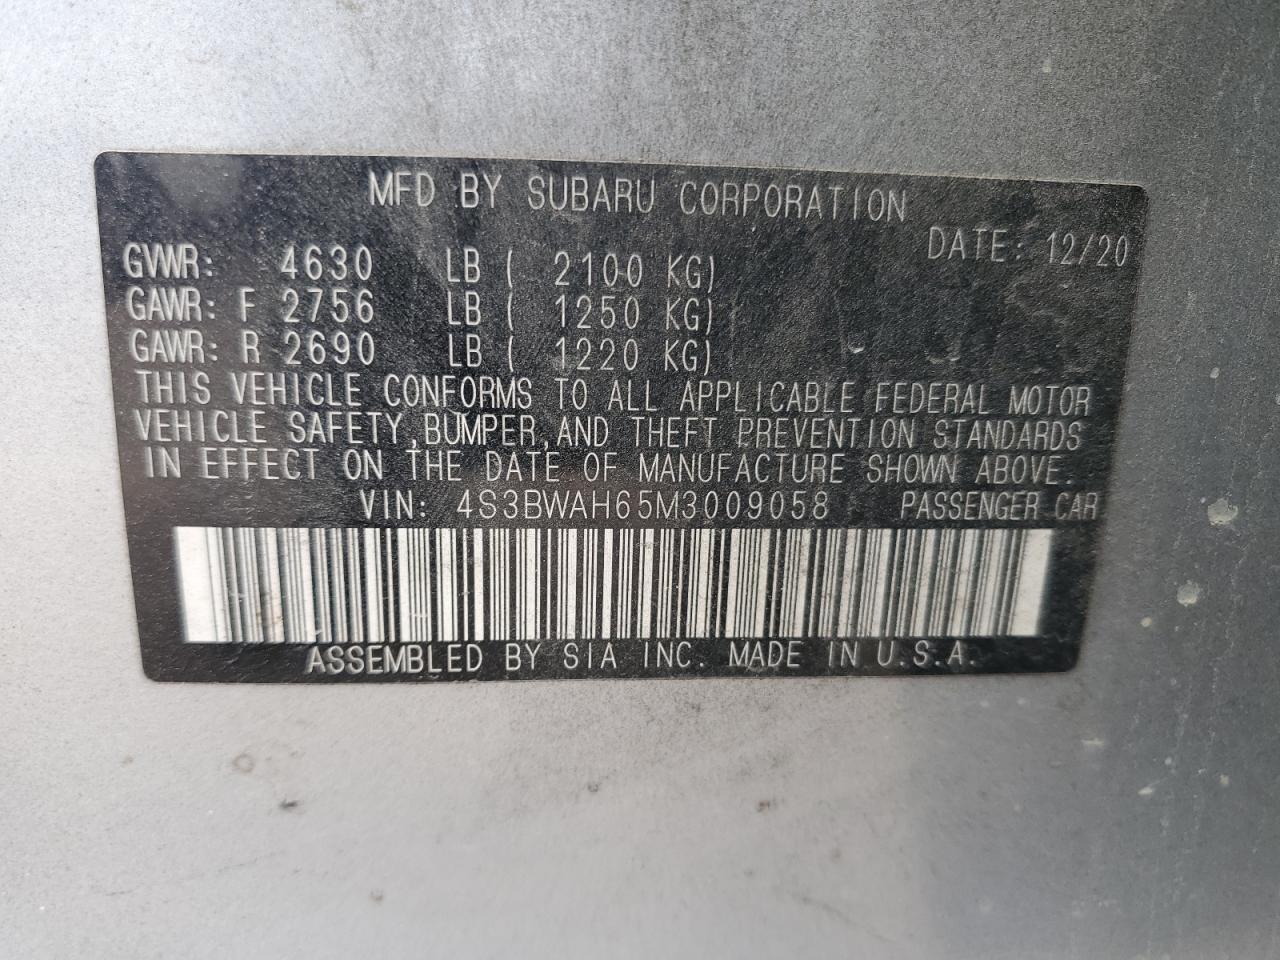 MFD BY SUBARU CORPORATION
DATE: 12/20
GVWR: 4630 LB ( 2100 KG)
GAWR: F 2756 LB ( 1250 KG)
GAWR: R 2690 LB ( 1220 KG)
THIS VEHICLE CONFORMS TO ALL APPLICABLE FEDERAL MOTOR
VEHICLE SAFETY, BUMPER, AND THEFT PREVENTION STANDARDS
IN EFFECT ON THE DATE OF MANUFACTURE SHOWN ABOVE.
VIN: 4S3BWAH65M3009058 PASSENGER CAR
ASSEMBLED BY SIA INC. MADE IN U.S.A.